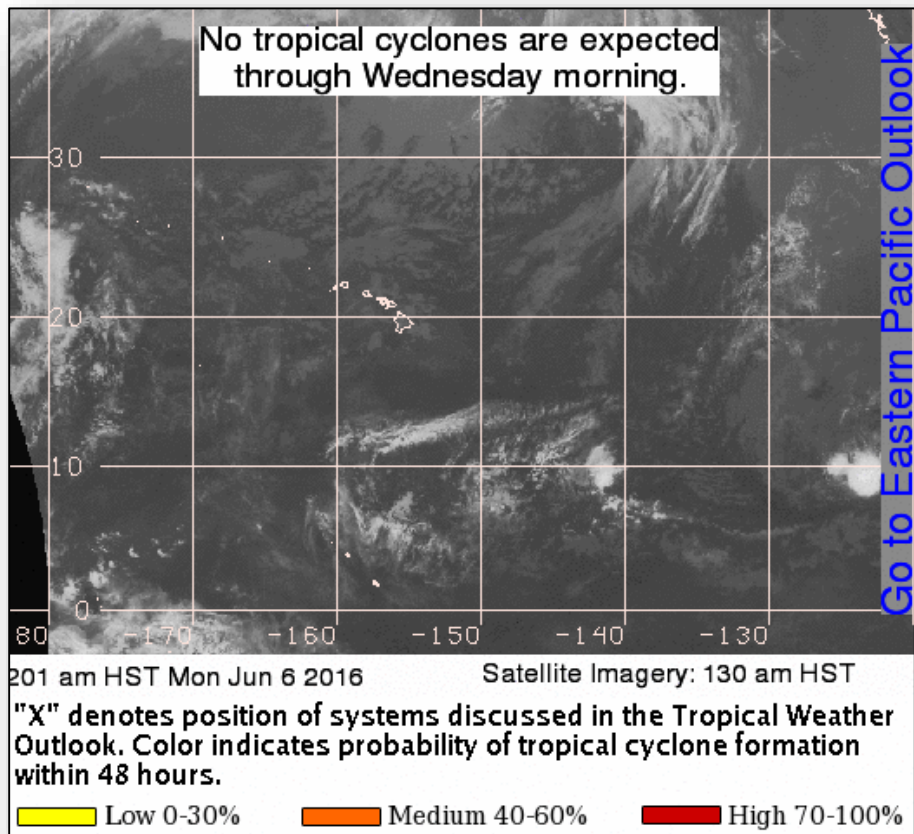 No tropical cyclones are expected
through Wednesday morning.
Go to Eastern Pacific Outlook
30
20
10
0
80 -170 -160 -150 -140 -130
201 am HST Mon Jun 6 2016
Satellite Imagery: 130 am HST
"X" denotes position of systems discussed in the Tropical Weather
Outlook. Color indicates probability of tropical cyclone formation
within 48 hours.
Low 0-30% Medium 40-60% High 70-100%